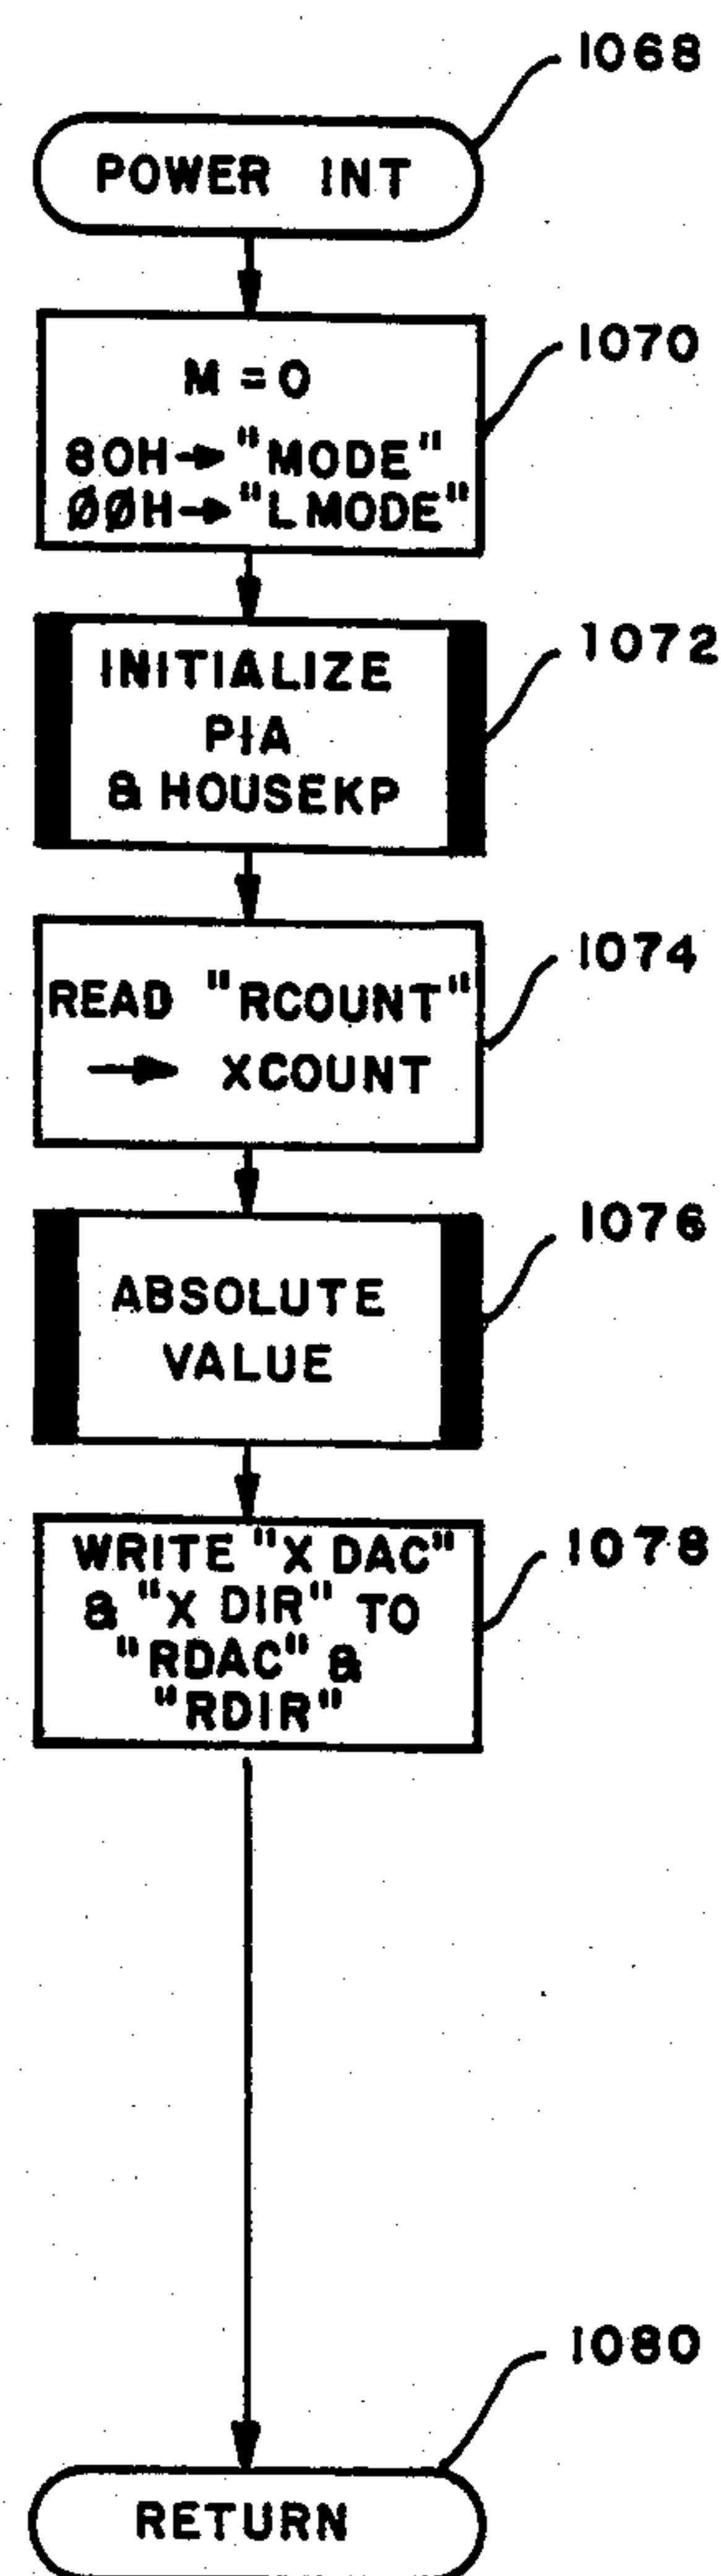 1068
POWER INT
1070
M = 0
80H→"MODE"
ØØH→"LMODE"
1072
INITIALIZE
PIA
& HOUSEKP
1074
READ "RCOUNT"
→ XCOUNT
1076
ABSOLUTE
VALUE
1078
WRITE "X DAC"
& "X DIR" TO
"RDAC" &
"RDIR"
1080
RETURN